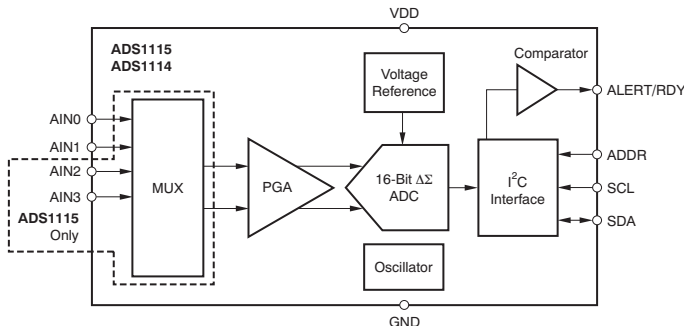 VDD
ADS1115
ADS1114
Comparator
Voltage
Reference
ALERT/RDY
AIN0
AIN1
AIN2
AIN3
MUX
PGA
16-Bit ΔΣ
ADC
I²C
Interface
ADDR
SCL
SDA
ADS1115
Only
Oscillator
GND